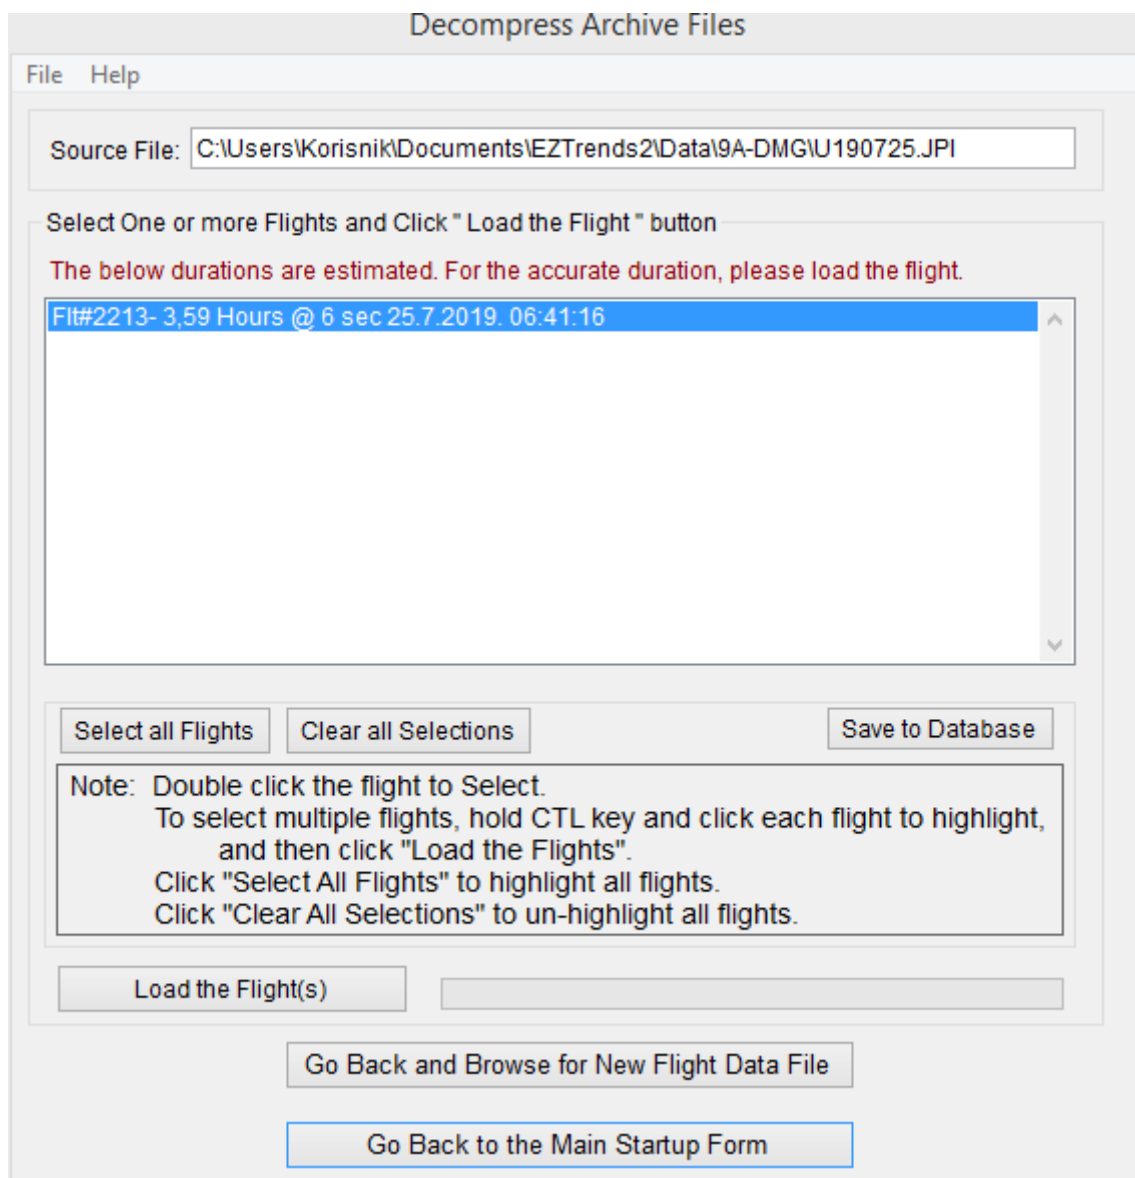 Decompress Archive Files
File Help
Source File: C:\Users\Korisnik\Documents\EZTrends2\Data\9A-DMG\U190725.JPI
Select One or more Flights and Click " Load the Flight " button
The below durations are estimated. For the accurate duration, please load the flight.
Flt#2213- 3,59 Hours @ 6 sec 25.7.2019. 06:41:16
Select all Flights Clear all Selections Save to Database
Note: Double click the flight to Select.
To select multiple flights, hold CTL key and click each flight to highlight,
and then click "Load the Flights".
Click "Select All Flights" to highlight all flights.
Click "Clear All Selections" to un-highlight all flights.
Load the Flight(s)
Go Back and Browse for New Flight Data File
Go Back to the Main Startup Form